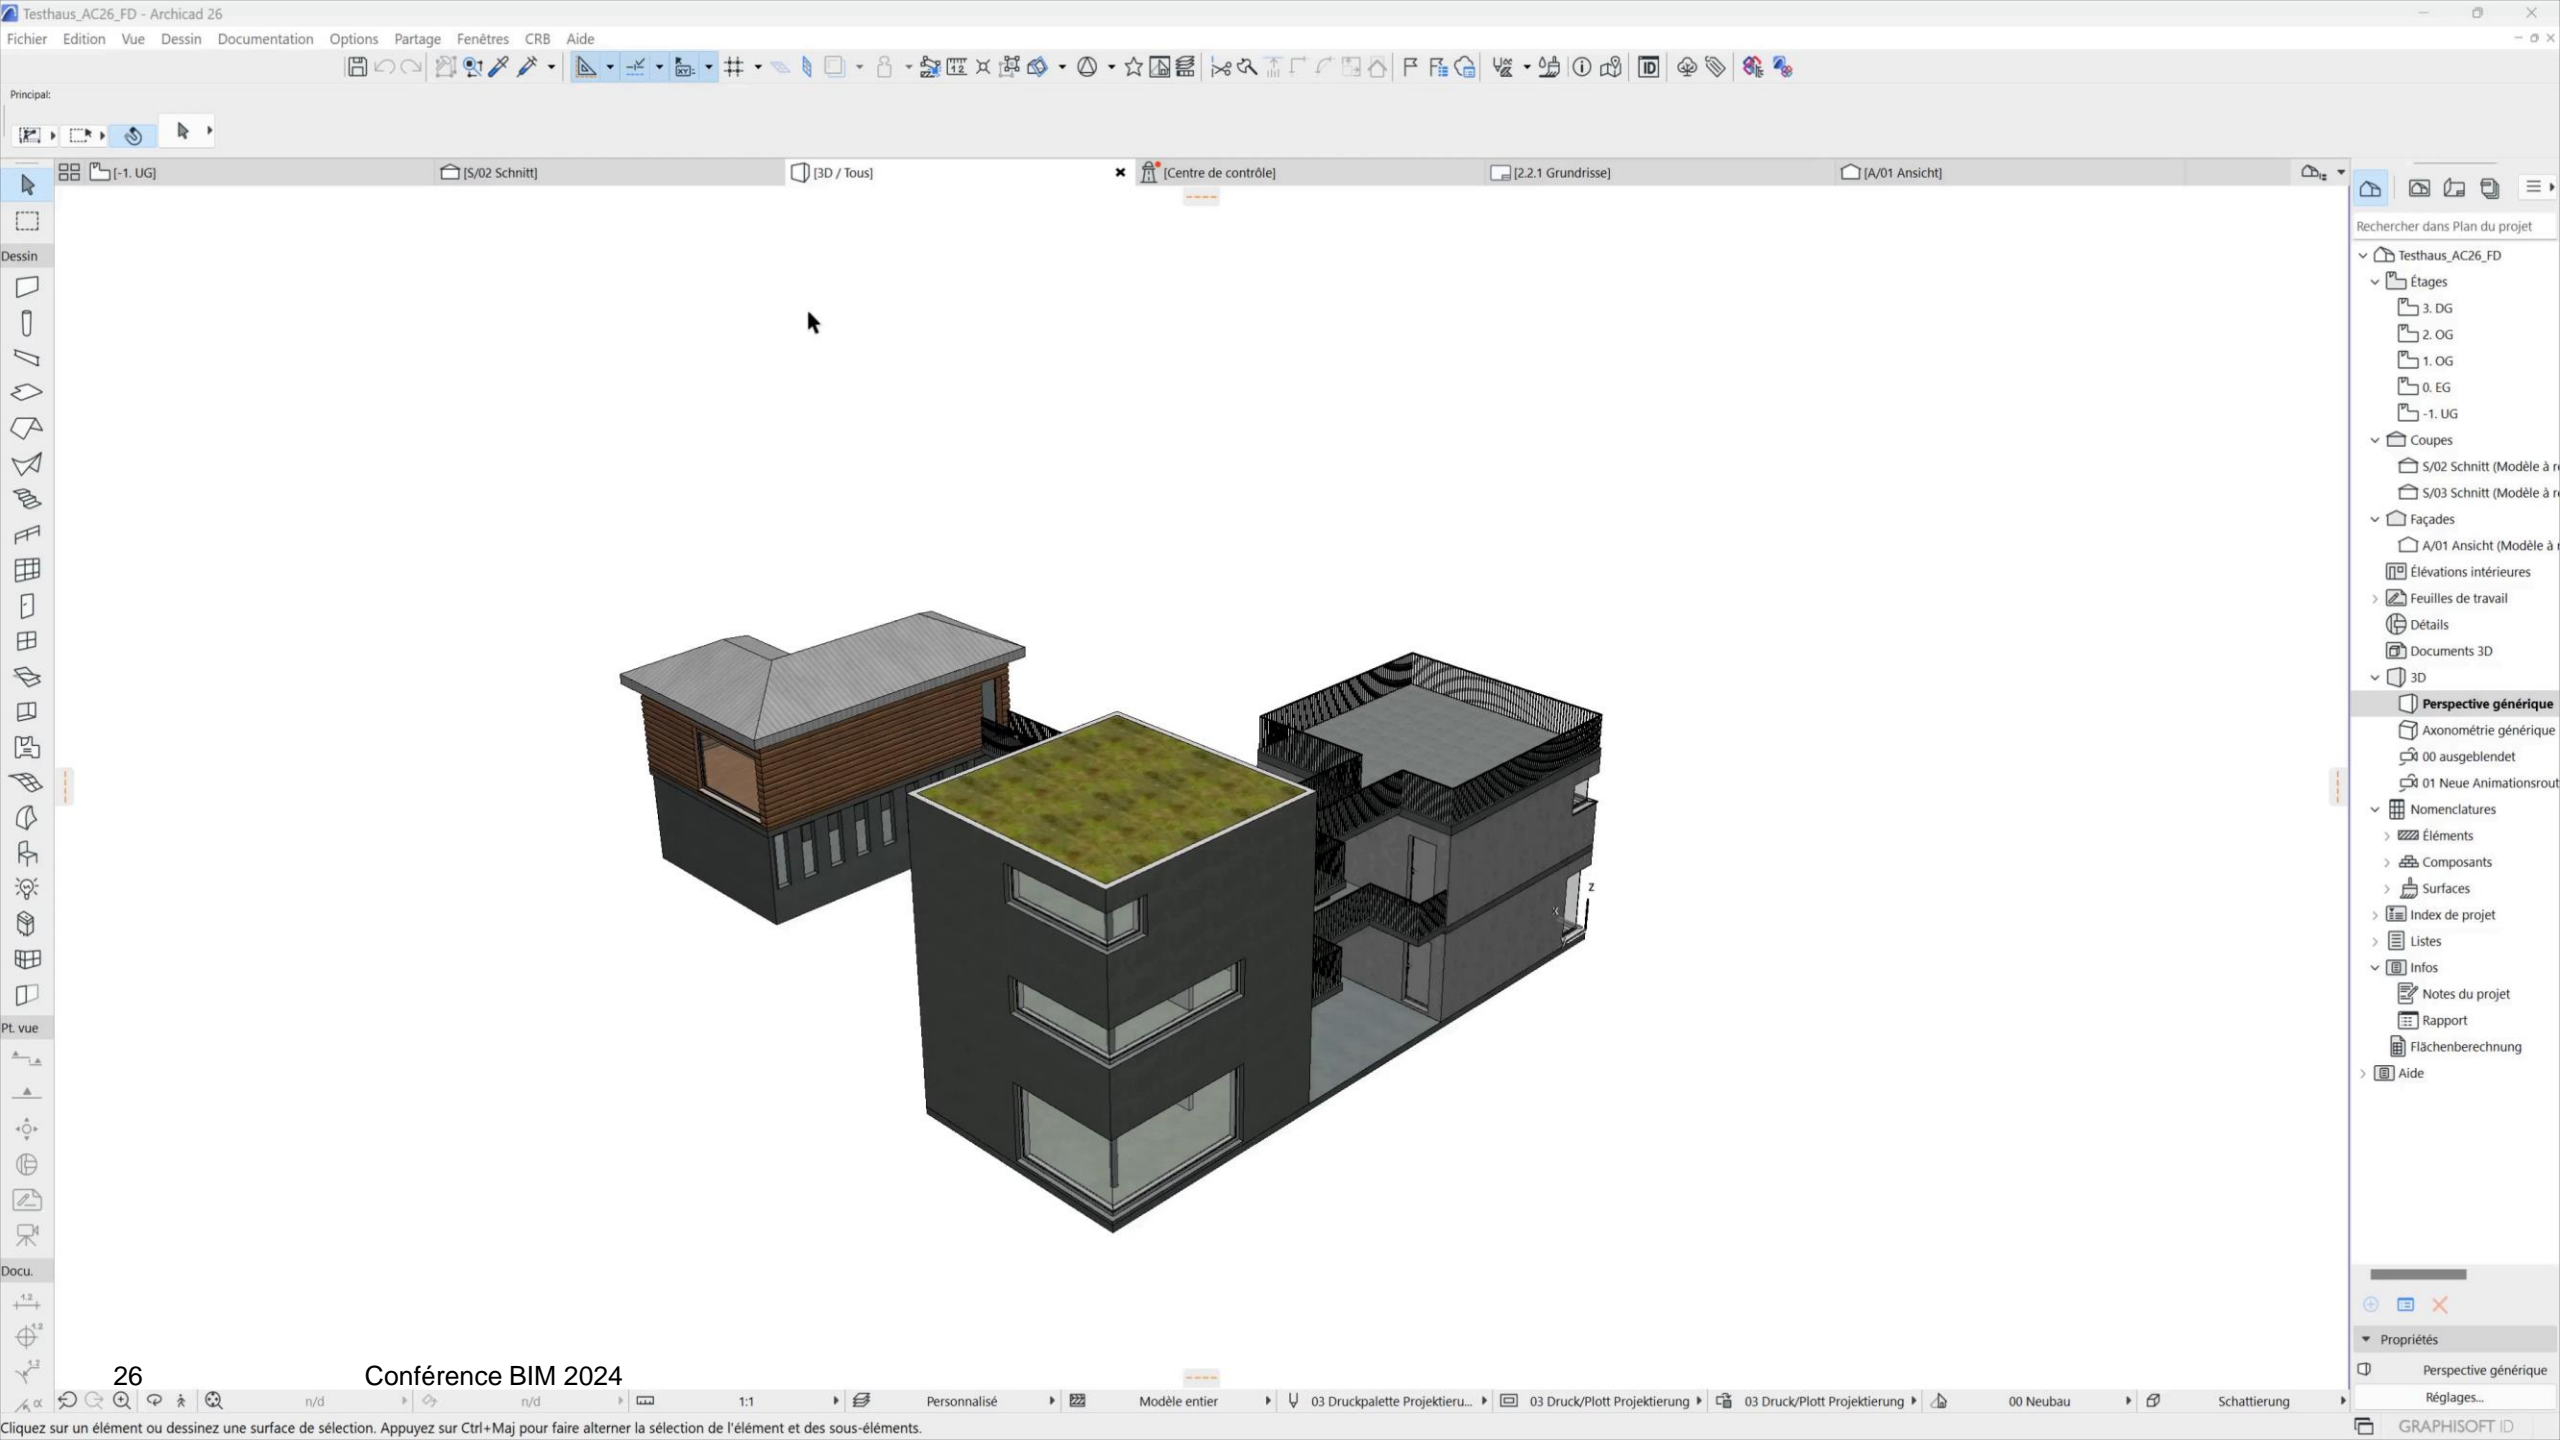 Testhaus_AC26_FD - Archicad 26
Fichier Edition Vue Dessin Documentation Options Partage Fenêtres CRB Aide
Principal:
[-1. UG] [S/02 Schnitt] [3D / Tous] [Centre de contrôle] [2.2.1 Grundrisse] [A/01 Ansicht]
Dessin
Pt. vue
Docu.
Rechercher dans Plan du projet
Testhaus_AC26_FD
Étages
3. DG
2. OG
1. OG
0. EG
-1. UG
Coupes
S/02 Schnitt (Modèle à r
S/03 Schnitt (Modèle à r
Façades
A/01 Ansicht (Modèle à
Élévations intérieures
Feuilles de travail
Détails
Documents 3D
3D
Perspective générique
Axonométrie générique
00 ausgeblendet
01 Neue Animationsrout
Nomenclatures
Éléments
Composants
Surfaces
Index de projet
Listes
Infos
Notes du projet
Rapport
Flächenberechnung
Aide
z
Propriétés
Perspective générique
Réglages...
26 Conférence BIM 2024
n/d n/d 1:1 Personnalisé Modèle entier 03 Druckpalette Projektieru... 03 Druck/Plott Projektierung 03 Druck/Plott Projektierung 00 Neubau Schattierung
Cliquez sur un élément ou dessinez une surface de sélection. Appuyez sur Ctrl+Maj pour faire alterner la sélection de l'élément et des sous-éléments.
GRAPHISOFT ID